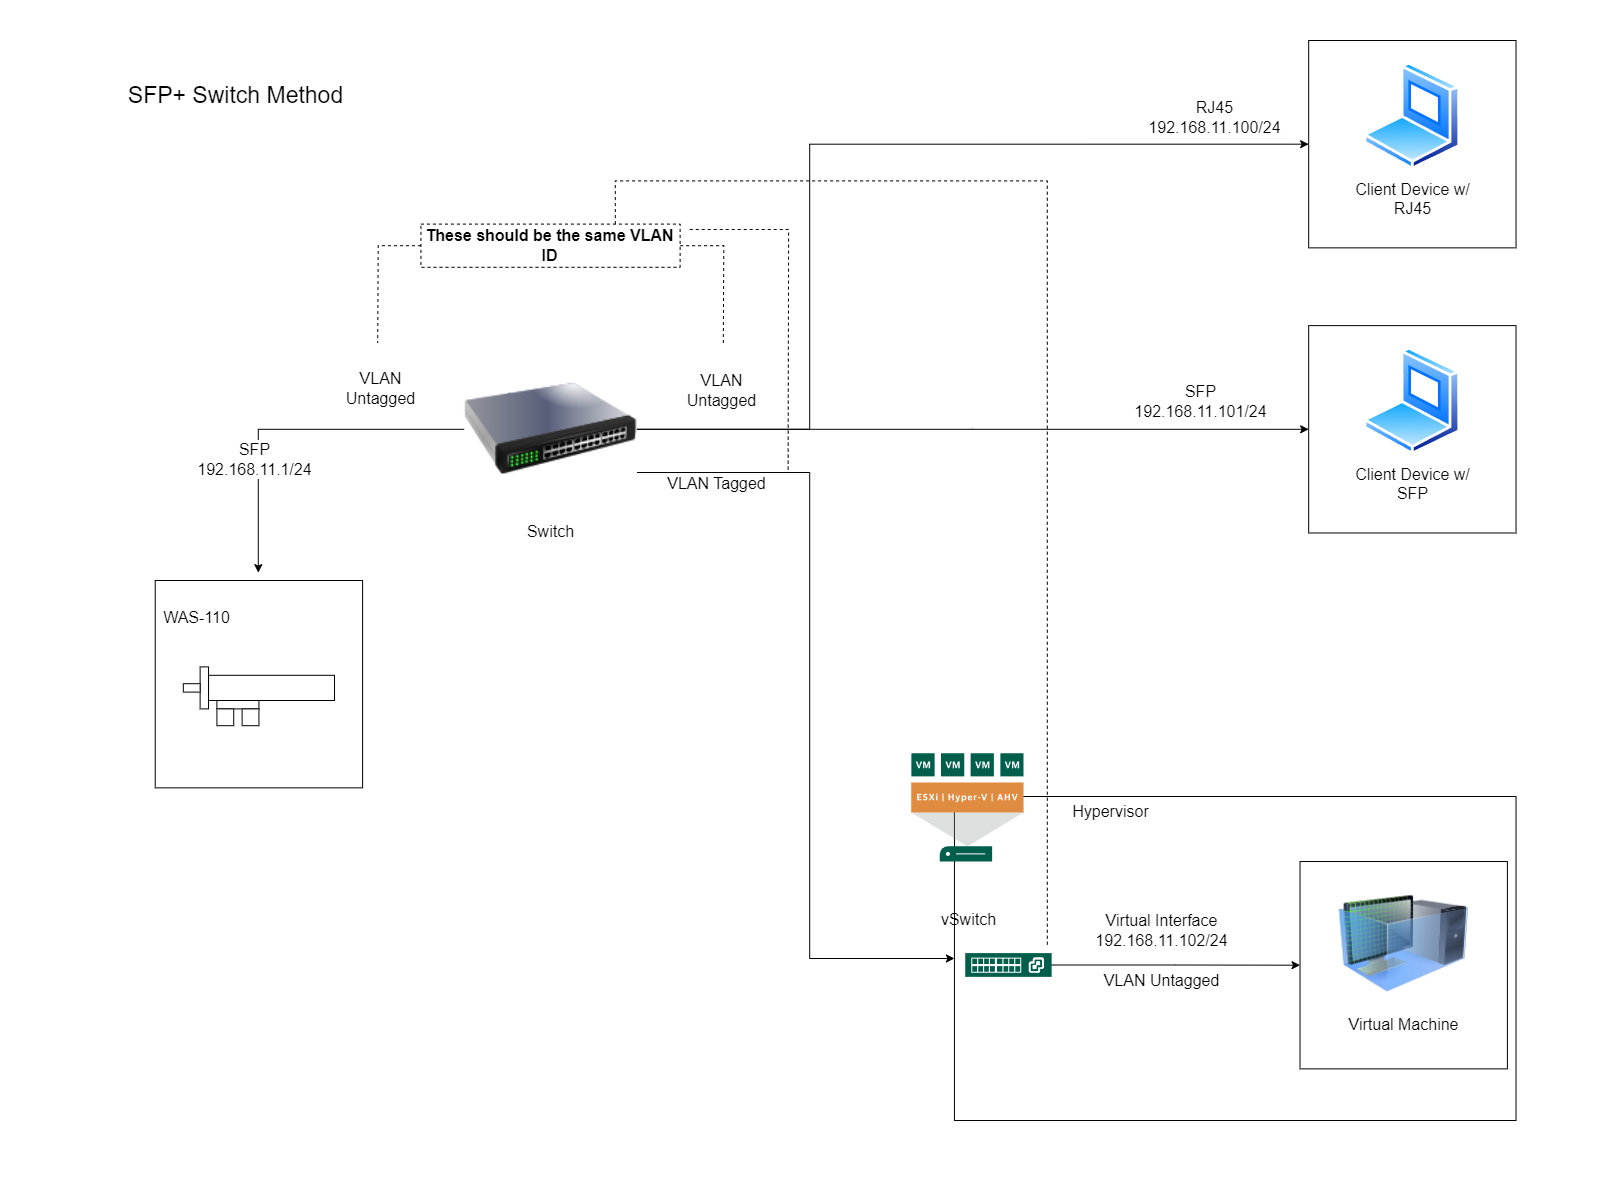 SFP+ Switch Method
RJ45
192.168.11.100/24
Client Device w/
RJ45
These should be the same VLAN
ID
VLAN
Untagged
VLAN
Untagged
SFP
192.168.11.101/24
Client Device w/
SFP
SFP
192.168.11.1/24
VLAN Tagged
Switch
WAS-110
VM VM VM VM
ESXi | Hyper-V | AHV
Hypervisor
vSwitch
Virtual Interface
192.168.11.102/24
VLAN Untagged
Virtual Machine